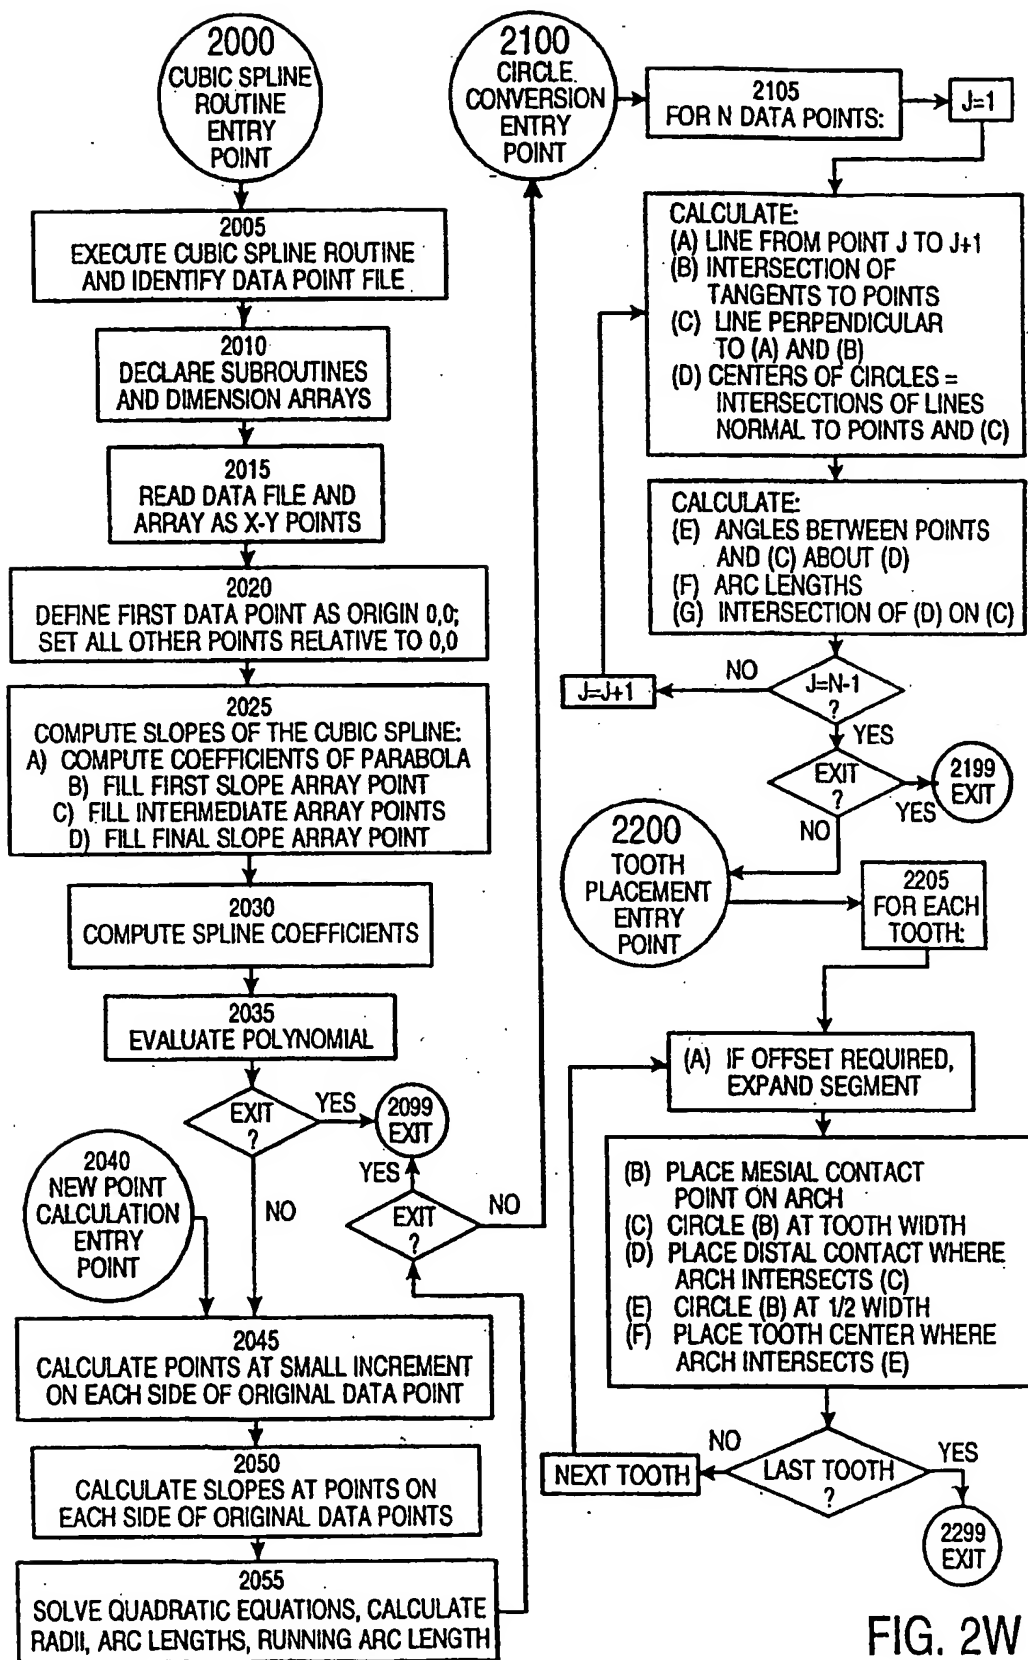 2000
CUBIC SPLINE
ROUTINE
ENTRY
POINT
2005
EXECUTE CUBIC SPLINE ROUTINE
AND IDENTIFY DATA POINT FILE
2010
DECLARE SUBROUTINES
AND DIMENSION ARRAYS
2015
READ DATA FILE AND
ARRAY AS X-Y POINTS
2020
DEFINE FIRST DATA POINT AS ORIGIN 0,0;
SET ALL OTHER POINTS RELATIVE TO 0,0
2025
COMPUTE SLOPES OF THE CUBIC SPLINE:
A) COMPUTE COEFFICIENTS OF PARABOLA
B) FILL FIRST SLOPE ARRAY POINT
C) FILL INTERMEDIATE ARRAY POINTS
D) FILL FINAL SLOPE ARRAY POINT
2030
COMPUTE SPLINE COEFFICIENTS
2035
EVALUATE POLYNOMIAL
EXIT
?
YES
2099
EXIT
NO
2040
NEW POINT
CALCULATION
ENTRY
POINT
YES
EXIT
?
NO
2045
CALCULATE POINTS AT SMALL INCREMENT
ON EACH SIDE OF ORIGINAL DATA POINT
2050
CALCULATE SLOPES AT POINTS ON
EACH SIDE OF ORIGINAL DATA POINTS
2055
SOLVE QUADRATIC EQUATIONS, CALCULATE
RADII, ARC LENGTHS, RUNNING ARC LENGTH
2100
CIRCLE
CONVERSION
ENTRY
POINT
2105
FOR N DATA POINTS:
J=1
CALCULATE:
(A) LINE FROM POINT J TO J+1
(B) INTERSECTION OF
TANGENTS TO POINTS
(C) LINE PERPENDICULAR
TO (A) AND (B)
(D) CENTERS OF CIRCLES =
INTERSECTIONS OF LINES
NORMAL TO POINTS AND (C)
CALCULATE:
(E) ANGLES BETWEEN POINTS
AND (C) ABOUT (D)
(F) ARC LENGTHS
(G) INTERSECTION OF (D) ON (C)
J=N-1
?
NO
J=J+1
YES
EXIT
?
YES
2199
EXIT
NO
2200
TOOTH
PLACEMENT
ENTRY
POINT
2205
FOR EACH
TOOTH:
(A) IF OFFSET REQUIRED,
EXPAND SEGMENT
(B) PLACE MESIAL CONTACT
POINT ON ARCH
(C) CIRCLE (B) AT TOOTH WIDTH
(D) PLACE DISTAL CONTACT WHERE
ARCH INTERSECTS (C)
(E) CIRCLE (B) AT 1/2 WIDTH
(F) PLACE TOOTH CENTER WHERE
ARCH INTERSECTS (E)
LAST TOOTH
?
NO
NEXT TOOTH
YES
2299
EXIT
FIG. 2W